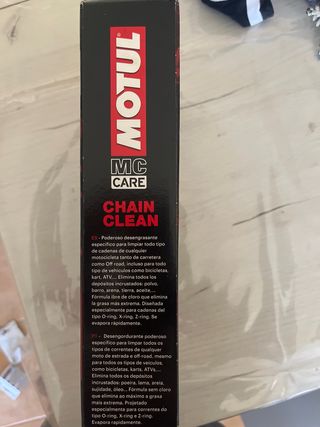 MOTUL®
MC
CARE
CHAIN
CLEAN
ES - Poderoso desengrasante
específico para limpiar todo tipo
de cadenas de cualquier
motocicleta tanto de carretera
como Off road, incluso para todo
tipo de vehículos como bicicletas,
kart, ATV,... Elimina todos los
depósitos incrustados: polvo,
barro, arena, tierra, aceite,...
Fórmula libre de cloro que elimina la
grasa más extrema. Diseñada
especialmente para cadenas del
tipo O-ring, X-ring, Z-ring. Se
evapora rápidamente.
PT - Desengordurante poderoso
específico para limpar todos os
tipos de correntes de qualquer
moto de estrada e off-road, mesmo
para todos os tipos de veículos como
bicicletas, karts, ATVs,...
Elimina todos os depósitos
incrustados: poeira, lama, areia,
sujidade, óleo... Fórmula sem cloro
que elimina ao máximo a graxa
mais extrema. Projetado
especialmente para correntes do
tipo O-ring, X-ring e Z-ring.
Evapora rapidamente.